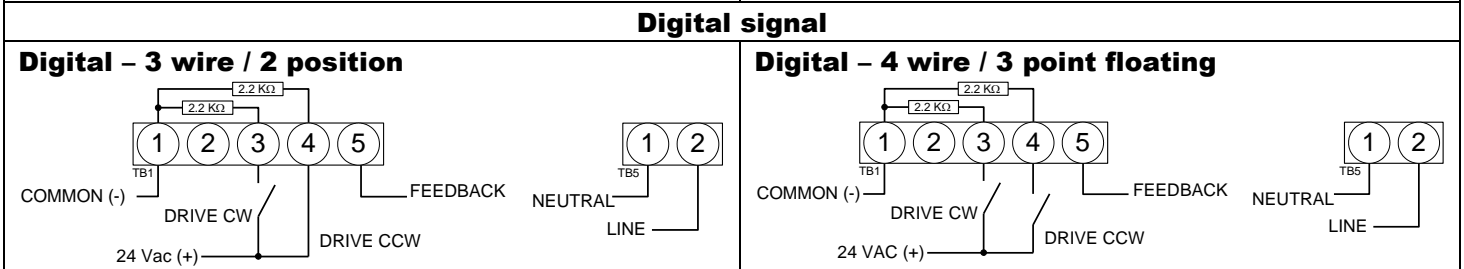 Digital signal
Digital – 3 wire / 2 position
2.2 KΩ
2.2 KΩ
1 2 3 4 5
TB1
COMMON (-)
DRIVE CW
24 Vac (+)
DRIVE CCW
FEEDBACK
1 2
TB5
NEUTRAL
LINE
Digital – 4 wire / 3 point floating
2.2 KΩ
2.2 KΩ
1 2 3 4 5
TB1
COMMON (-)
DRIVE CW
24 VAC (+)
DRIVE CCW
FEEDBACK
1 2
TB5
NEUTRAL
LINE